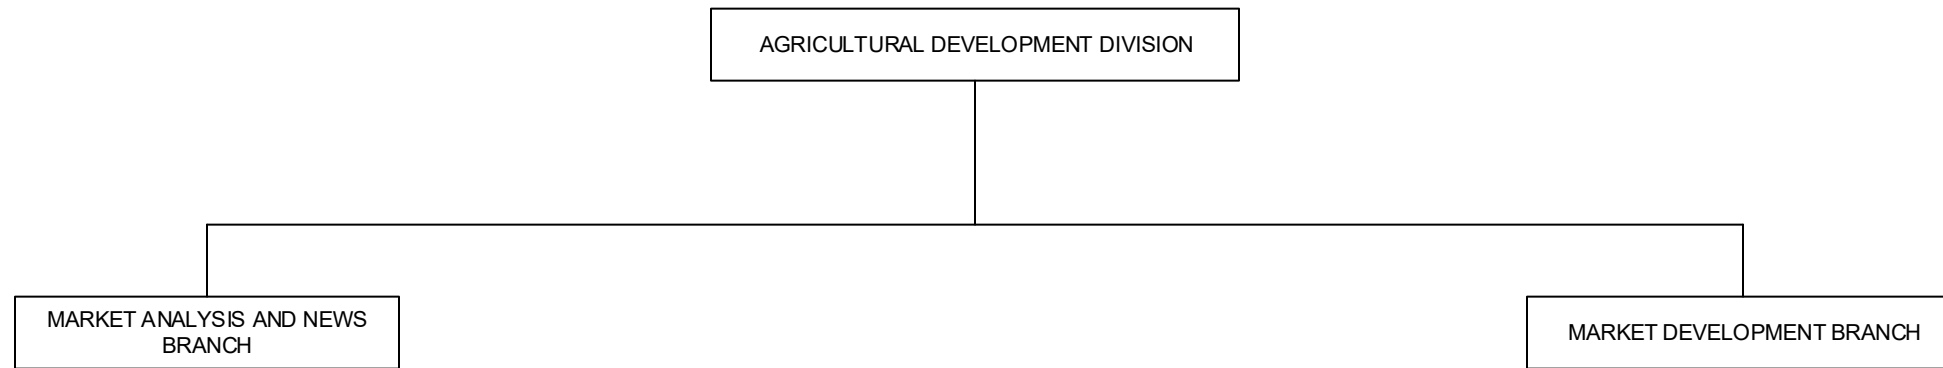 AGRICULTURAL DEVELOPMENT DIVISION
MARKET ANALYSIS AND NEWS
BRANCH
MARKET DEVELOPMENT BRANCH